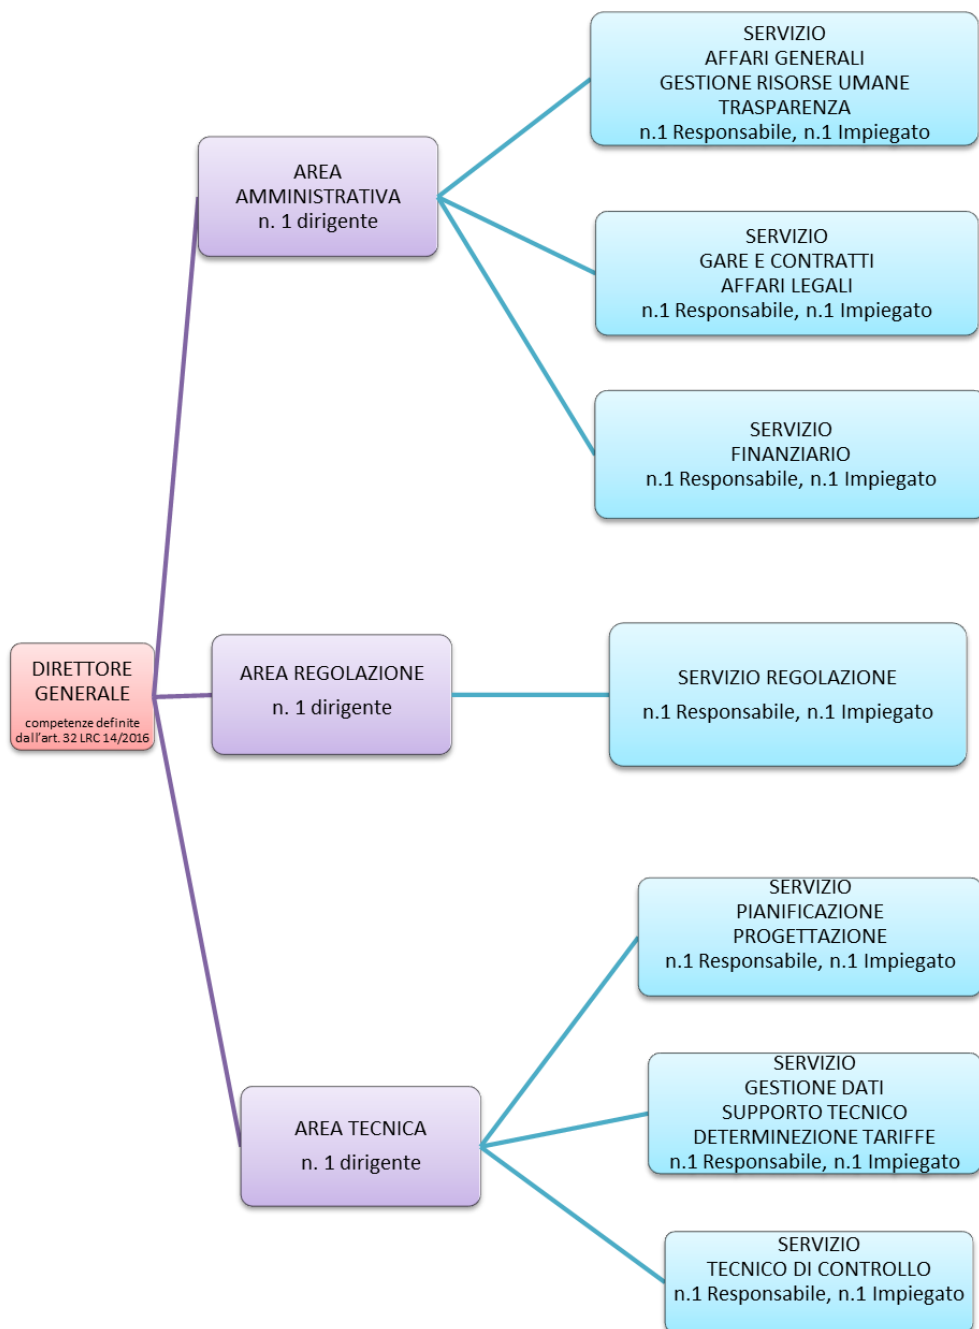 SERVIZIO
AFFARI GENERALI
GESTIONE RISORSE UMANE
TRASPARENZA
n.1 Responsabile, n.1 Impiegato
AREA
AMMINISTRATIVA
n. 1 dirigente
SERVIZIO
GARE E CONTRATTI
AFFARI LEGALI
n.1 Responsabile, n.1 Impiegato
SERVIZIO
FINANZIARIO
n.1 Responsabile, n.1 Impiegato
DIRETTORE
GENERALE
competenze definite
dall'art. 32 LRC 14/2016
AREA REGOLAZIONE
n. 1 dirigente
SERVIZIO REGOLAZIONE
n.1 Responsabile, n.1 Impiegato
SERVIZIO
PIANIFICAZIONE
PROGETTAZIONE
n.1 Responsabile, n.1 Impiegato
AREA TECNICA
n. 1 dirigente
SERVIZIO
GESTIONE DATI
SUPPORTO TECNICO
DETERMINEZIONE TARIFFE
n.1 Responsabile, n.1 Impiegato
SERVIZIO
TECNICO DI CONTROLLO
n.1 Responsabile, n.1 Impiegato